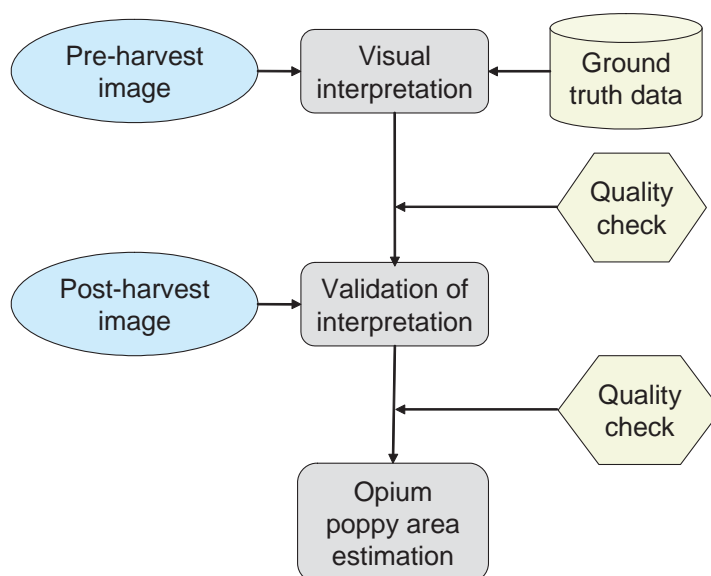 Pre-harvest
image
Visual
interpretation
Ground
truth data
Quality
check
Post-harvest
image
Validation of
interpretation
Quality
check
Opium
poppy area
estimation